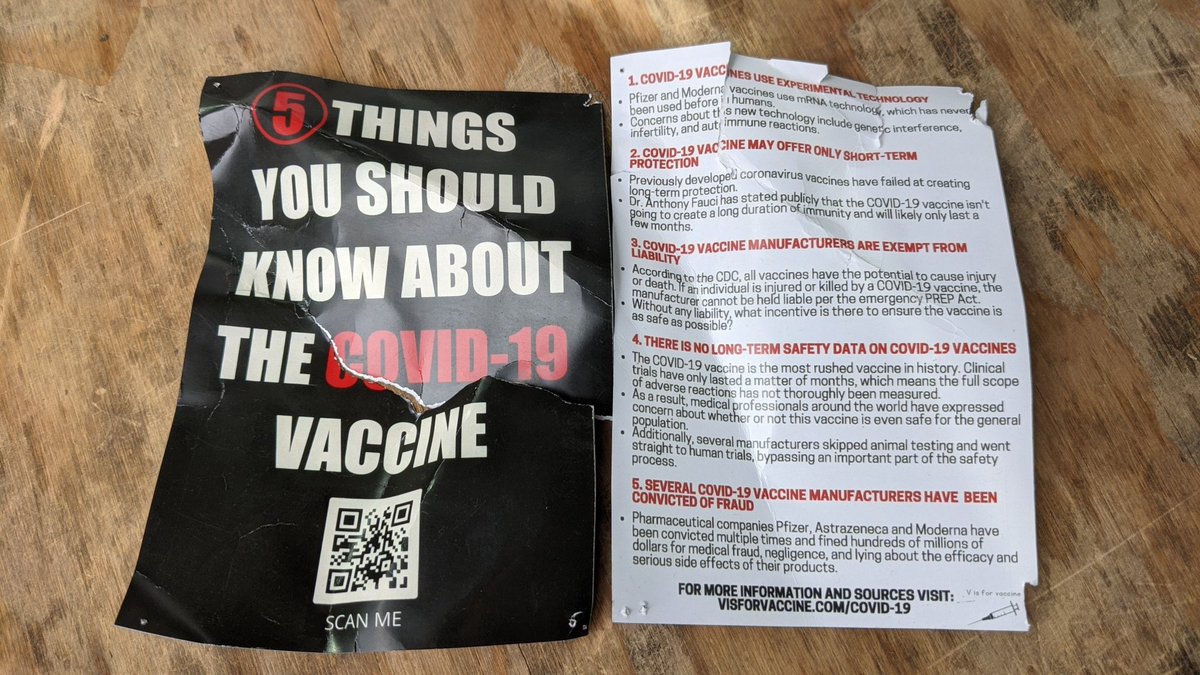 5 THINGS
YOU SHOULD
KNOW ABOUT
THE COVID-19
VACCINE
SCAN ME
5
1. COVID-19 VACCINES USE EXPERIMENTAL TECHNOLOGY
• Pfizer and Moderna vaccines use mRNA technology, which has never
been used before in humans.
• Concerns about this new technology include genetic interference,
infertility, and autoimmune reactions.
2. COVID-19 VACCINE MAY OFFER ONLY SHORT-TERM
PROTECTION
• Previously developed coronavirus vaccines have failed at creating
long-term protection.
• Dr. Anthony Fauci has stated publicly that the COVID-19 vaccine isn't
going to create a long duration of immunity and will likely only last a
few months.
3. COVID-19 VACCINE MANUFACTURERS ARE EXEMPT FROM
LIABILITY
• According to the CDC, all vaccines have the potential to cause injury
or death. If an individual is injured or killed by a COVID-19 vaccine, the
manufacturer cannot be held liable per the emergency PREP Act.
• Without any liability, what incentive is there to ensure the vaccine is
as safe as possible?
4. THERE IS NO LONG-TERM SAFETY DATA ON COVID-19 VACCINES
• The COVID-19 vaccine is the most rushed vaccine in history. Clinical
trials have only lasted a matter of months, which means the full scope
of adverse reactions has not thoroughly been measured.
• As a result, medical professionals around the world have expressed
concern about whether or not this vaccine is even safe for the general
population.
• Additionally, several manufacturers skipped animal testing and went
straight to human trials, bypassing an important part of the safety
process.
5. SEVERAL COVID-19 VACCINE MANUFACTURERS HAVE BEEN
CONVICTED OF FRAUD
• Pharmaceutical companies Pfizer, Astrazeneca and Moderna have
been convicted multiple times and fined hundreds of millions of
dollars for medical fraud, negligence, and lying about the efficacy and
serious side effects of their products.
FOR MORE INFORMATION AND SOURCES VISIT:
VISFORVACCINE.COM/COVID-19
V is for vaccine